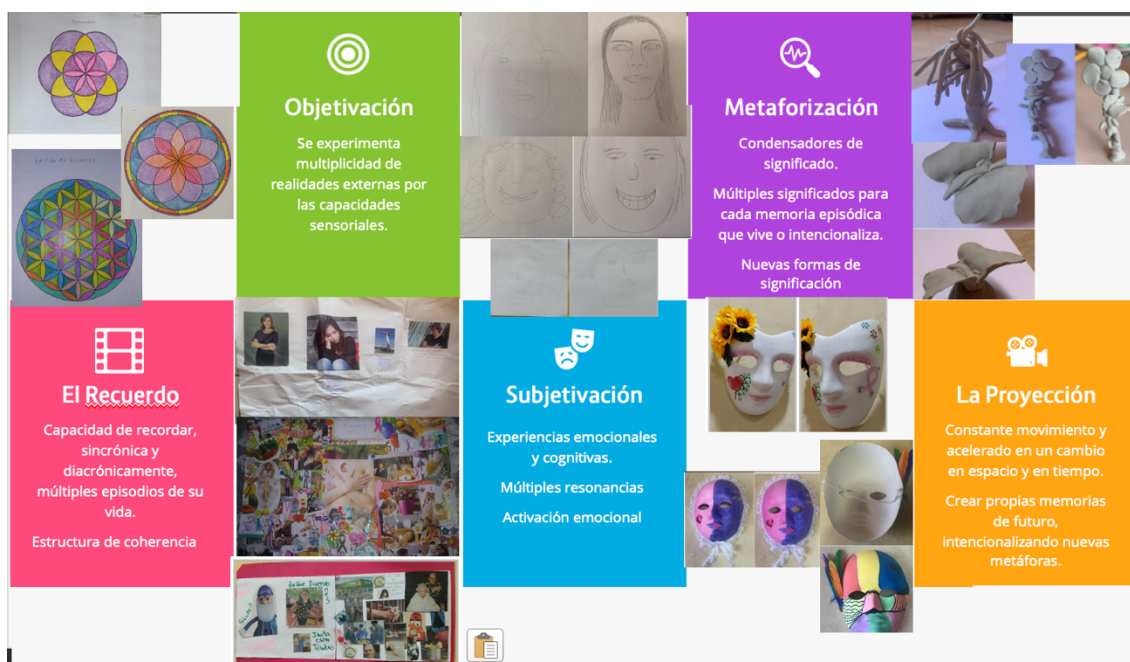 Objetivación
Se experimenta
multiplicidad de
realidades externas por
las capacidades
sensoriales.
Metaforización
Condensadores de
significado.
Múltiples significados para
cada memoria episódica
que vive o intencionaliza.
Nuevas formas de
significación
El Recuerdo
Capacidad de recordar,
sincrónica y
diacrónicamente,
múltiples episodios de su
vida.
Estructura de coherencia
Subjetivación
Experiencias emocionales
y cognitivas.
Múltiples resonancias
Activación emocional
La Proyección
Constante movimiento y
acelerado en un cambio
en espacio y en tiempo.
Crear propias memorias
de futuro,
intencionalizando nuevas
metáforas.